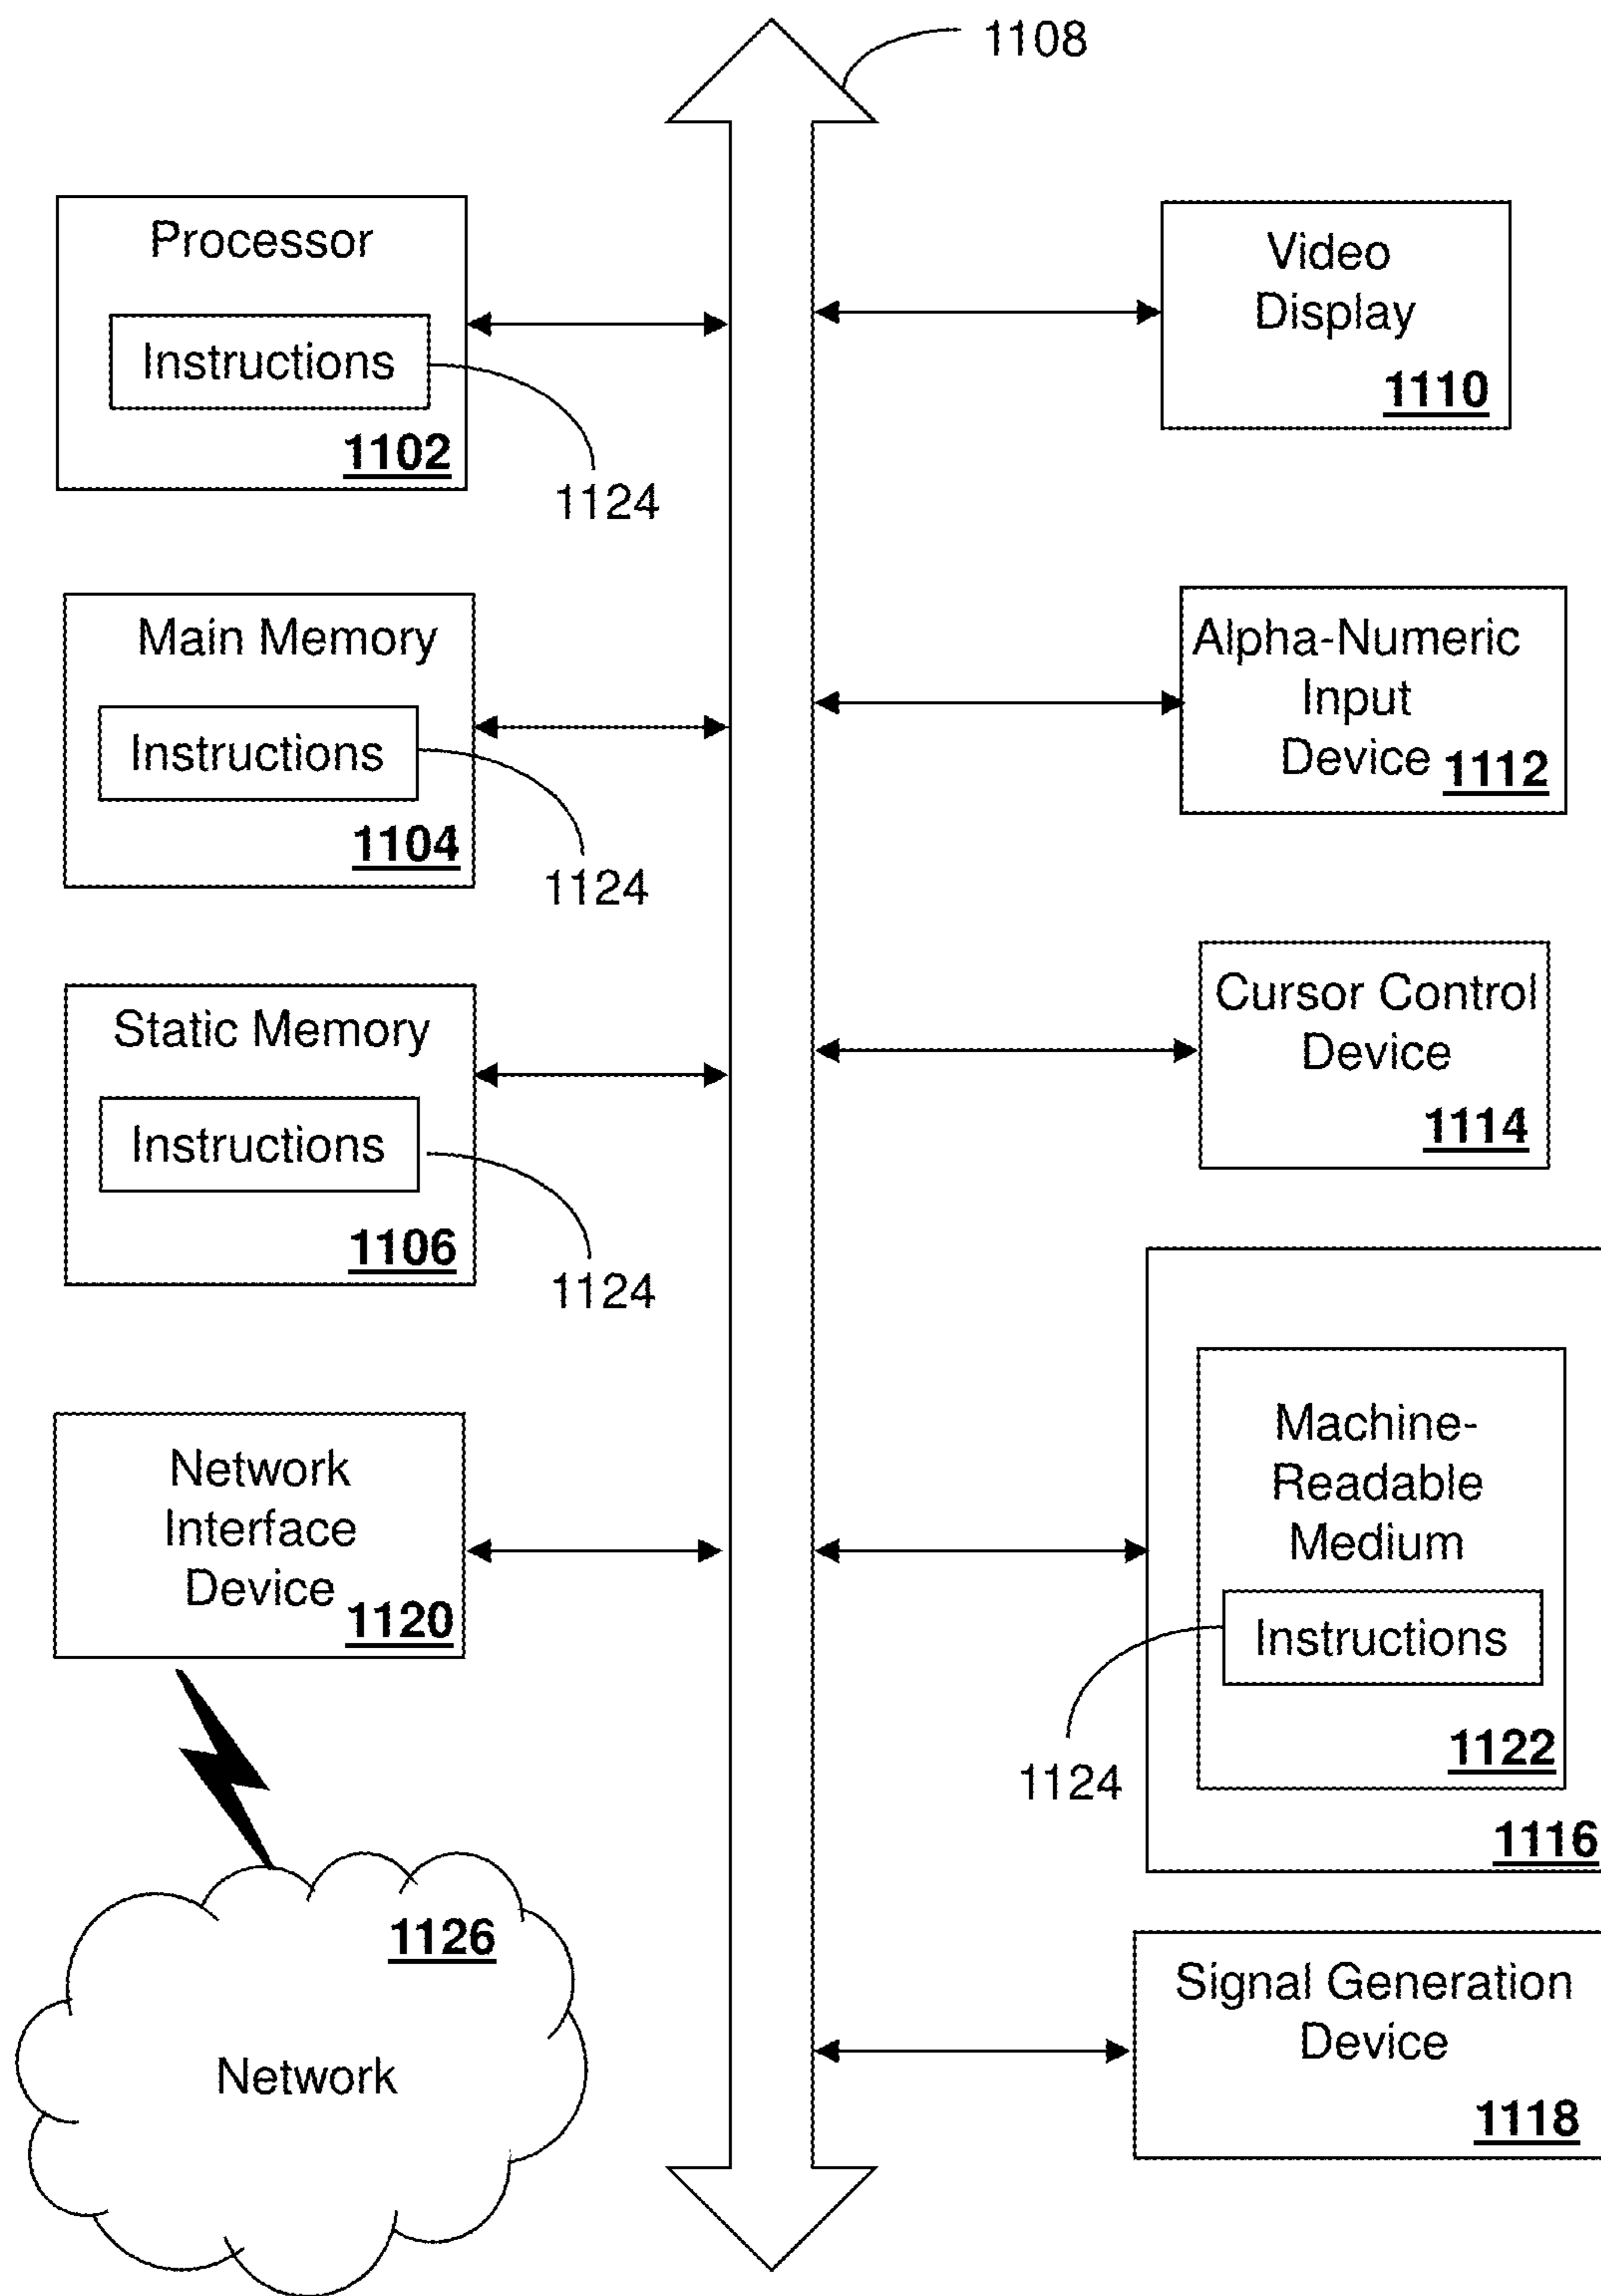 1108
Processor
Instructions
1102
1124
Main Memory
Instructions
1104
1124
Static Memory
Instructions
1106
1124
Network
Interface
Device
1120
1126
Network
Video
Display
1110
Alpha-Numeric
Input
Device 1112
Cursor Control
Device
1114
Machine-
Readable
Medium
Instructions
1122
1124
1116
Signal Generation
Device
1118